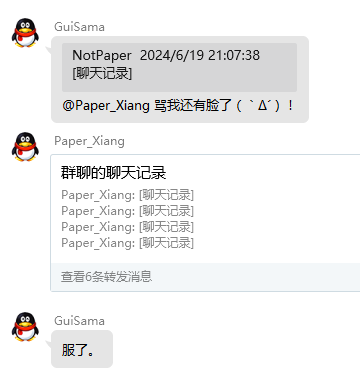 GuiSama
NotPaper 2024/6/19 21:07:38
[聊天记录]
@Paper_Xiang 骂我还有脸了（｀Δ´）！
Paper_Xiang
群聊的聊天记录
Paper_Xiang: [聊天记录]
Paper_Xiang: [聊天记录]
Paper_Xiang: [聊天记录]
Paper_Xiang: [聊天记录]
查看6条转发消息
GuiSama
服了。